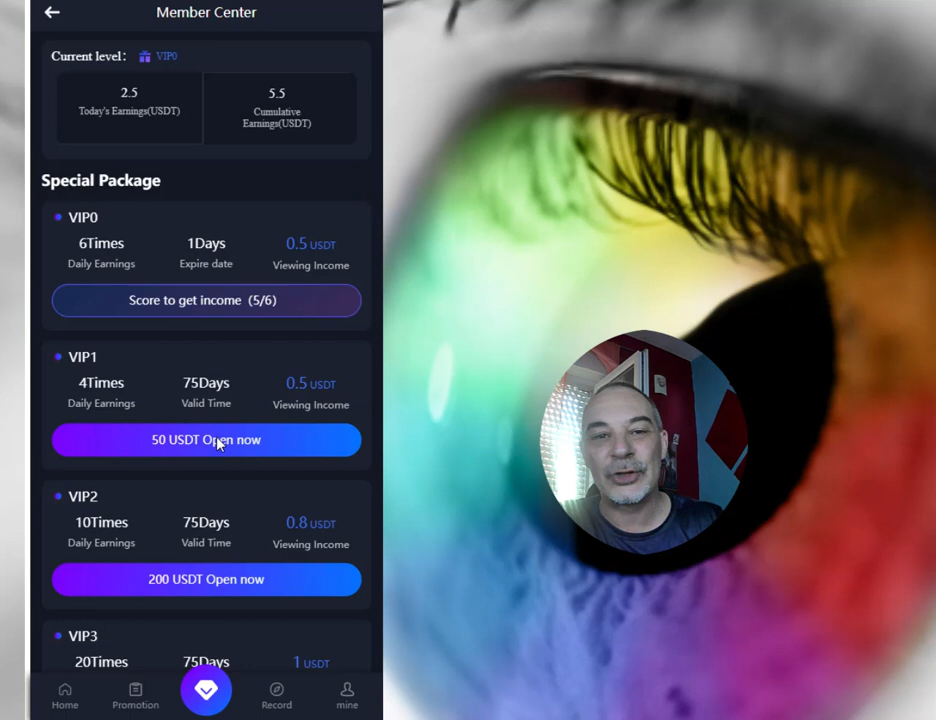 Member Center
Current level： VIP0
2.5
Today's Earnings(USDT)
5.5
Cumulative
Earnings(USDT)
Special Package
VIP0
6Times 1Days 0.5 USDT
Daily Earnings Expire date Viewing Income
Score to get income (5/6)
VIP1
4Times 75Days 0.5 USDT
Daily Earnings Valid Time Viewing Income
50 USDT Open now
VIP2
10Times 75Days 0.8 USDT
Daily Earnings Valid Time Viewing Income
200 USDT Open now
VIP3
20Times 75Days 1 USDT
Home Promotion Record mine